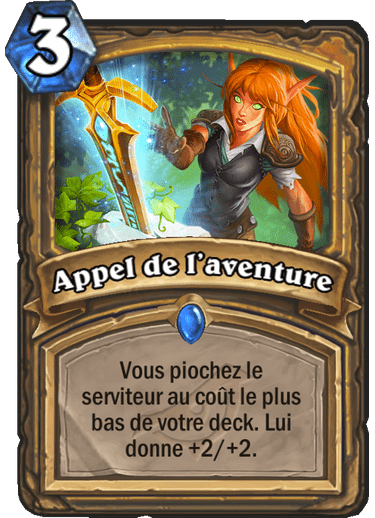 3
Appel de l'aventure
Vous piochez le
serviteur au coût le plus
bas de votre deck. Lui
donne +2/+2.